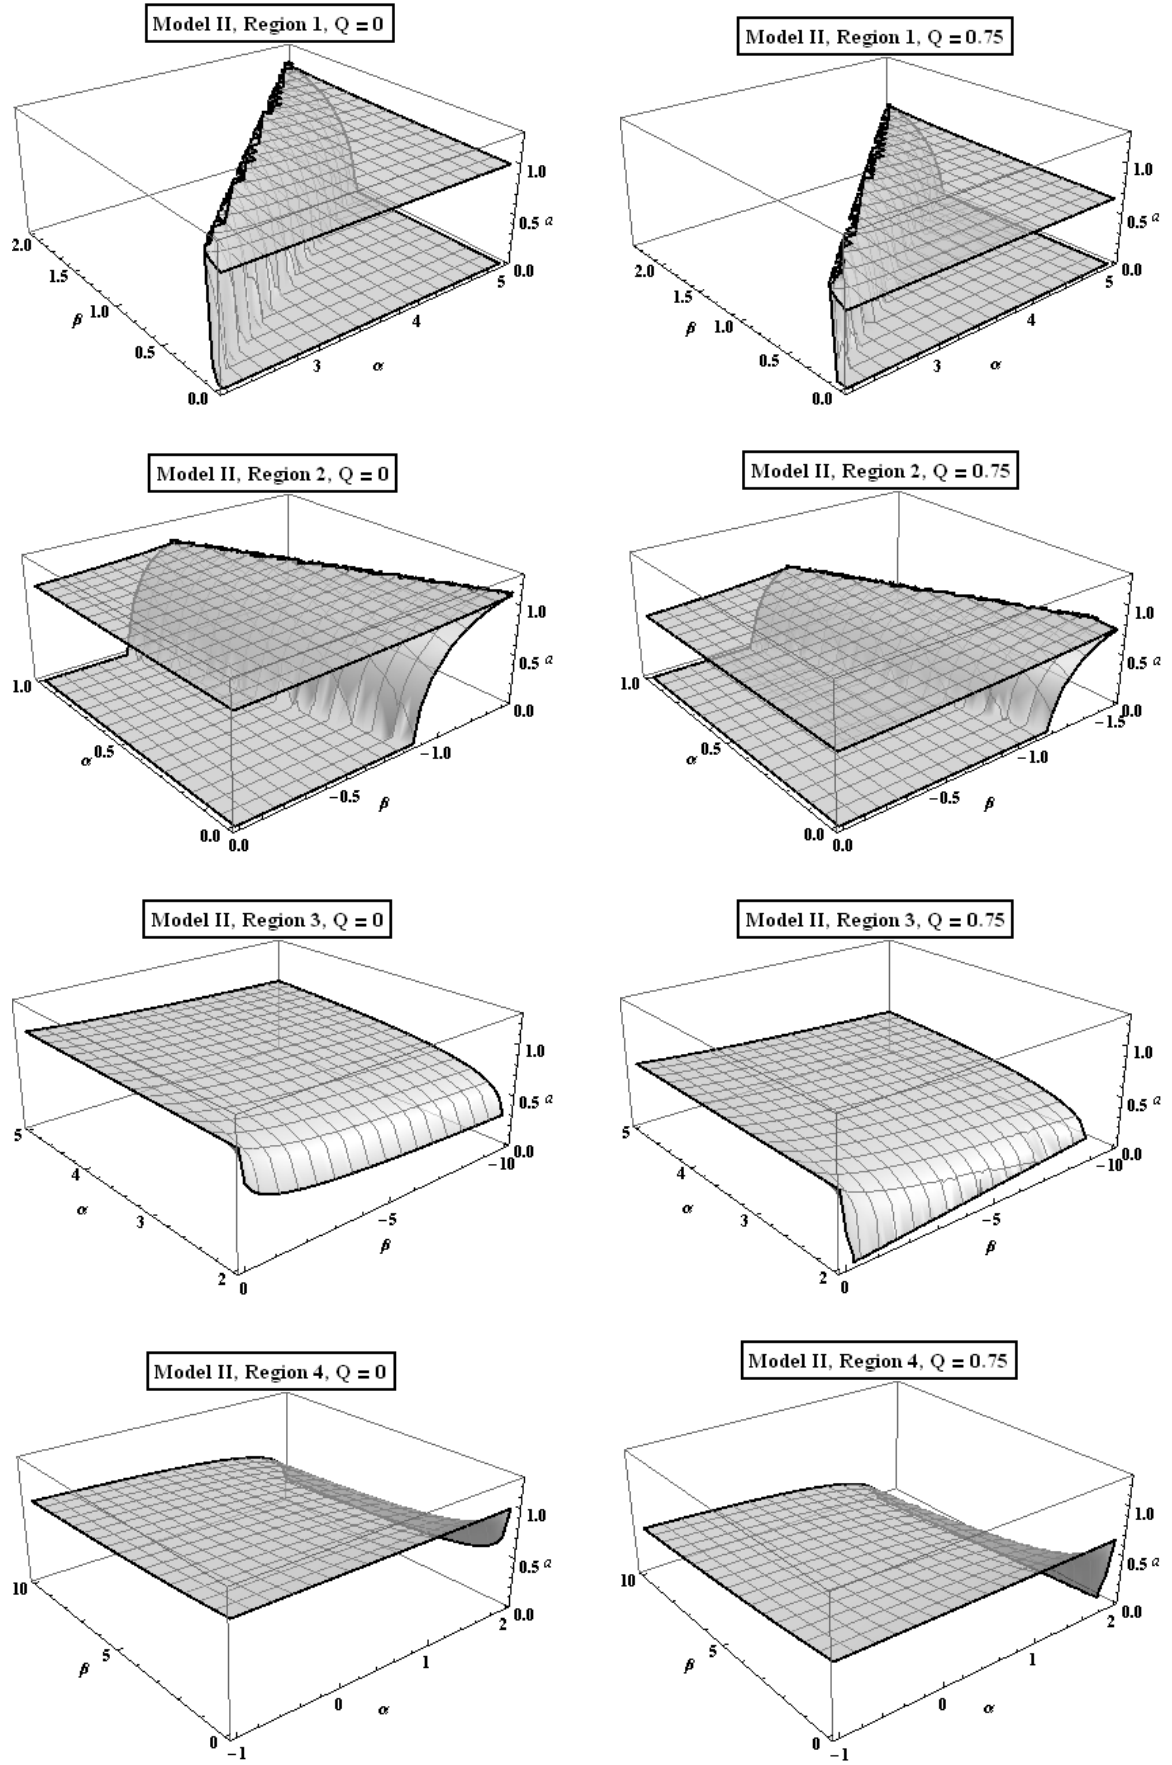 Model II, Region 1, Q = 0
1.0
0.5 a
0.0
2.0
1.5
β 1.0
0.5
0.0
3
α
4
5
Model II, Region 1, Q = 0.75
1.0
0.5 a
0.0
2.0
1.5
β 1.0
0.5
0.0
3
α
4
5
Model II, Region 2, Q = 0
1.0
0.5 a
0.0
1.0
α 0.5
0.0
0.0
−0.5
β
−1.0
Model II, Region 2, Q = 0.75
1.0
0.5 a
0.0
1.0
α 0.5
0.0
0.0
−0.5
β
−1.0
−1.5
Model II, Region 3, Q = 0
1.0
0.5 a
0.0
5
4
α
3
2
0
−5
β
−10
Model II, Region 3, Q = 0.75
1.0
0.5 a
0.0
5
4
α
3
2
0
−5
β
−10
Model II, Region 4, Q = 0
1.0
0.5 a
0.0
10
β 5
0
−1
0
α
1
2
Model II, Region 4, Q = 0.75
1.0
0.5 a
0.0
10
β 5
0
−1
0
α
1
2